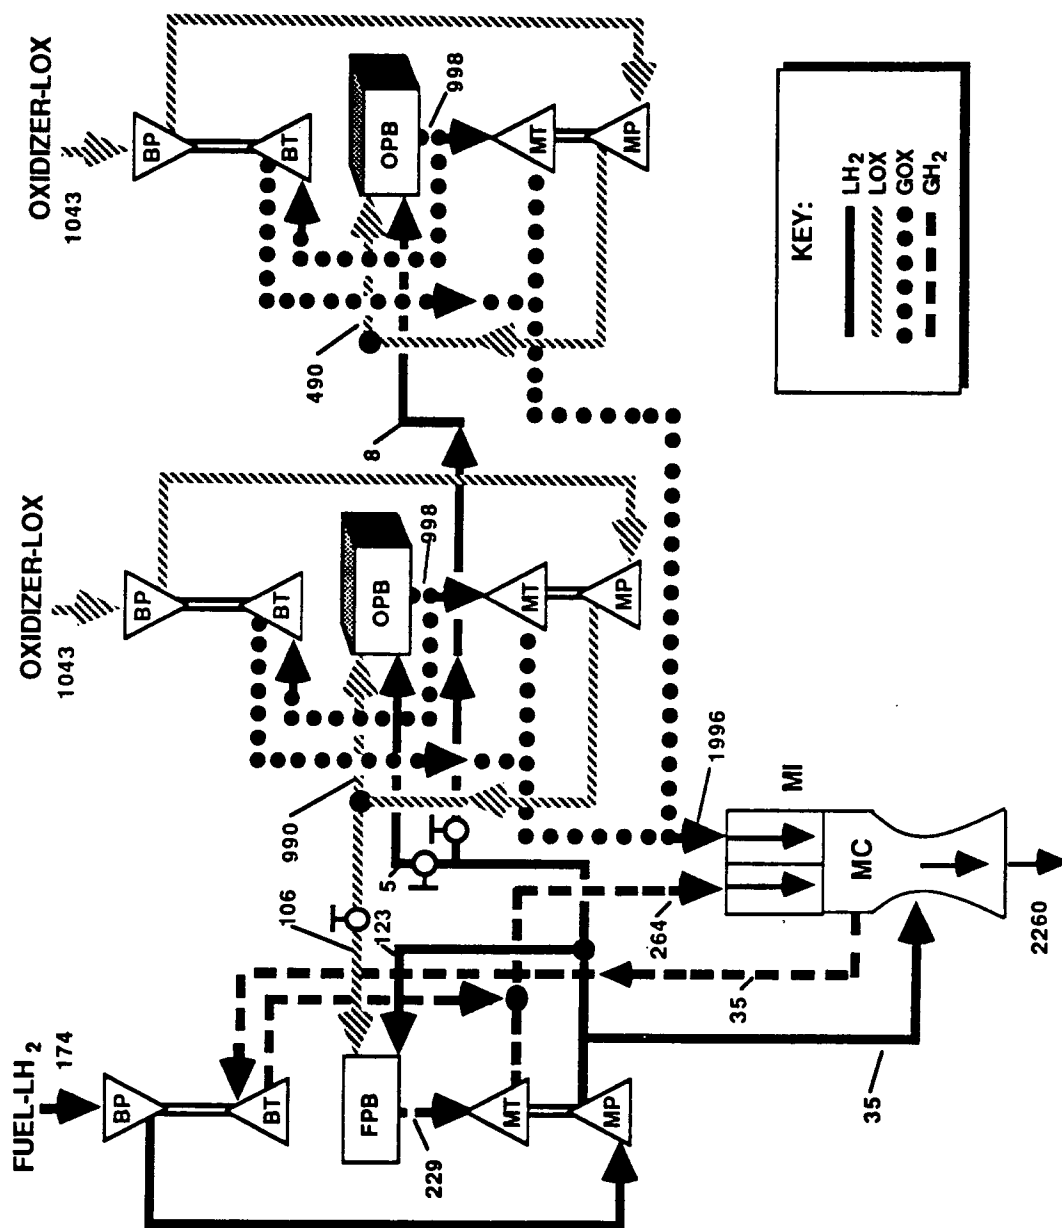 FUEL-LH2
174
BP
BT
FPB
229
MT
MP
35
35
106
123
5
990
264
1996
MI
MC
2260
OXIDIZER-LOX
1043
BP
BT
OPB
998
MT
MP
8
490
OXIDIZER-LOX
1043
BP
BT
OPB
998
MT
MP
KEY:
LH2
LOX
GOX
GH2